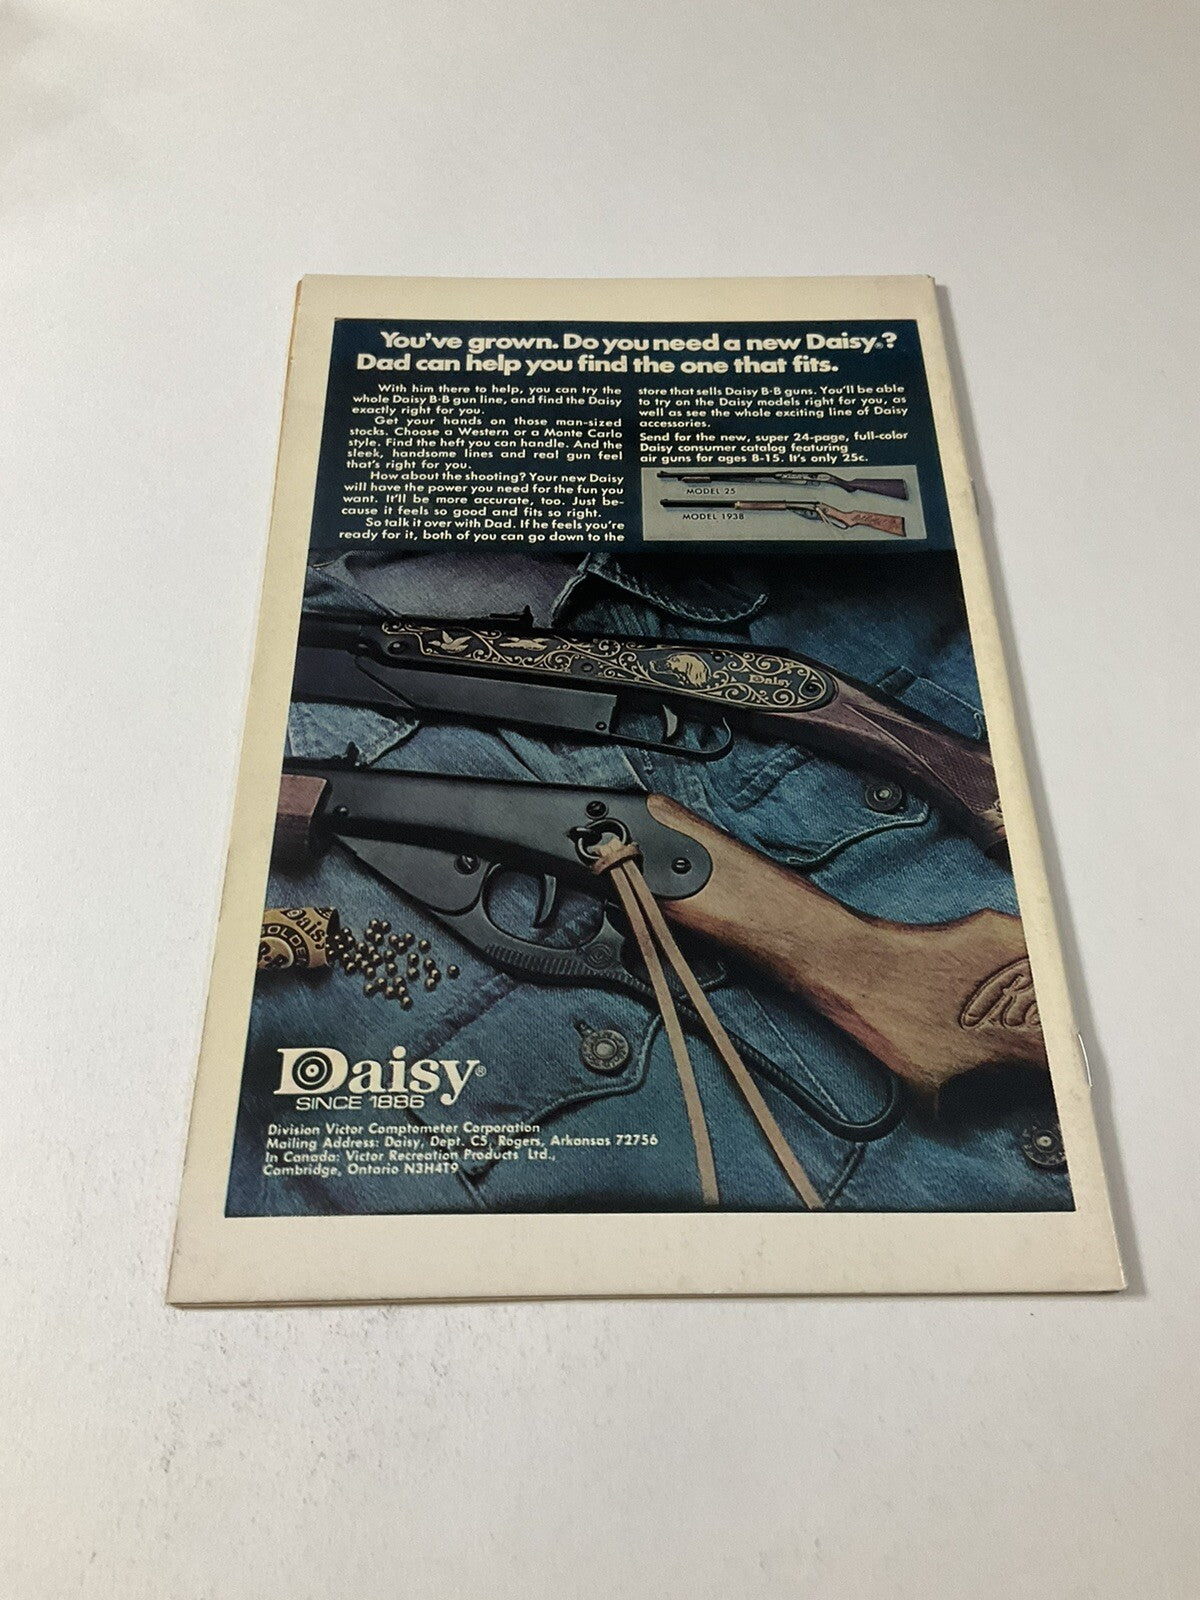 You've grown. Do you need a new Daisy®?
Dad can help you find the one that fits.
With him there to help, you can try the
whole Daisy B·B gun line, and find the Daisy
exactly right for you.
Get your hands on those man-sized
stocks. Choose a Western or a Monte Carlo
style. Find the heft you can handle. And the
sleek, handsome lines and real gun feel
that's right for you.
How about the shooting? Your new Daisy
will have the power you need for the fun you
want. It'll be more accurate, too. Just be-
cause it feels so good and fits so right.
So talk it over with Dad. If he feels you're
ready for it, both of you can go down to the
store that sells Daisy B·B guns. You'll be able
to try on the Daisy models right for you, as
well as see the whole exciting line of Daisy
accessories.
Send for the new, super 24-page, full-color
Daisy consumer catalog featuring
air guns for ages 8-15. It's only 25c.
MODEL 25
MODEL 1938
Daisy
Daisy
GOLDEN
Daisy®
SINCE 1886
Division Victor Comptometer Corporation
Mailing Address: Daisy, Dept. C5, Rogers, Arkansas 72756
In Canada: Victor Recreation Products Ltd.,
Cambridge, Ontario N3H4T9